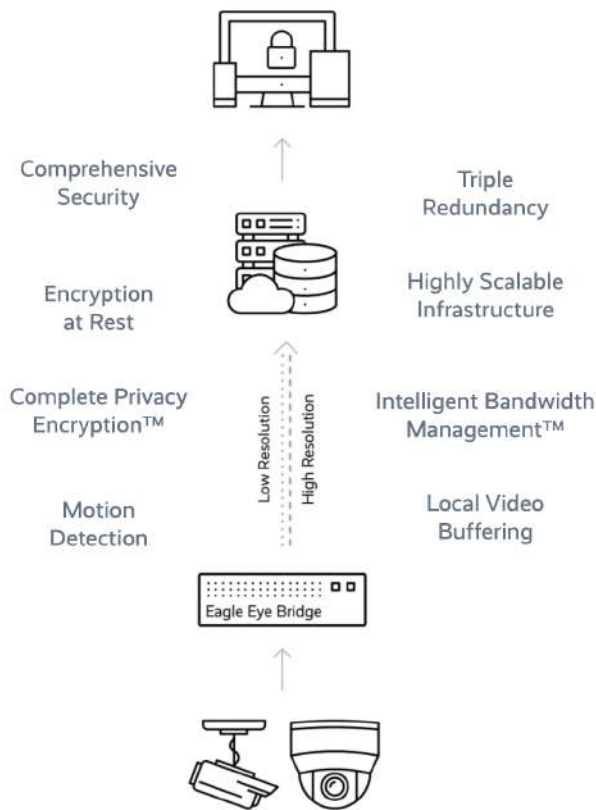 Comprehensive
Security
Triple
Redundancy
Encryption
at Rest
Highly Scalable
Infrastructure
Complete Privacy
Encryption™
Low Resolution
High Resolution
Intelligent Bandwidth
Management™
Motion
Detection
Local Video
Buffering
Eagle Eye Bridge